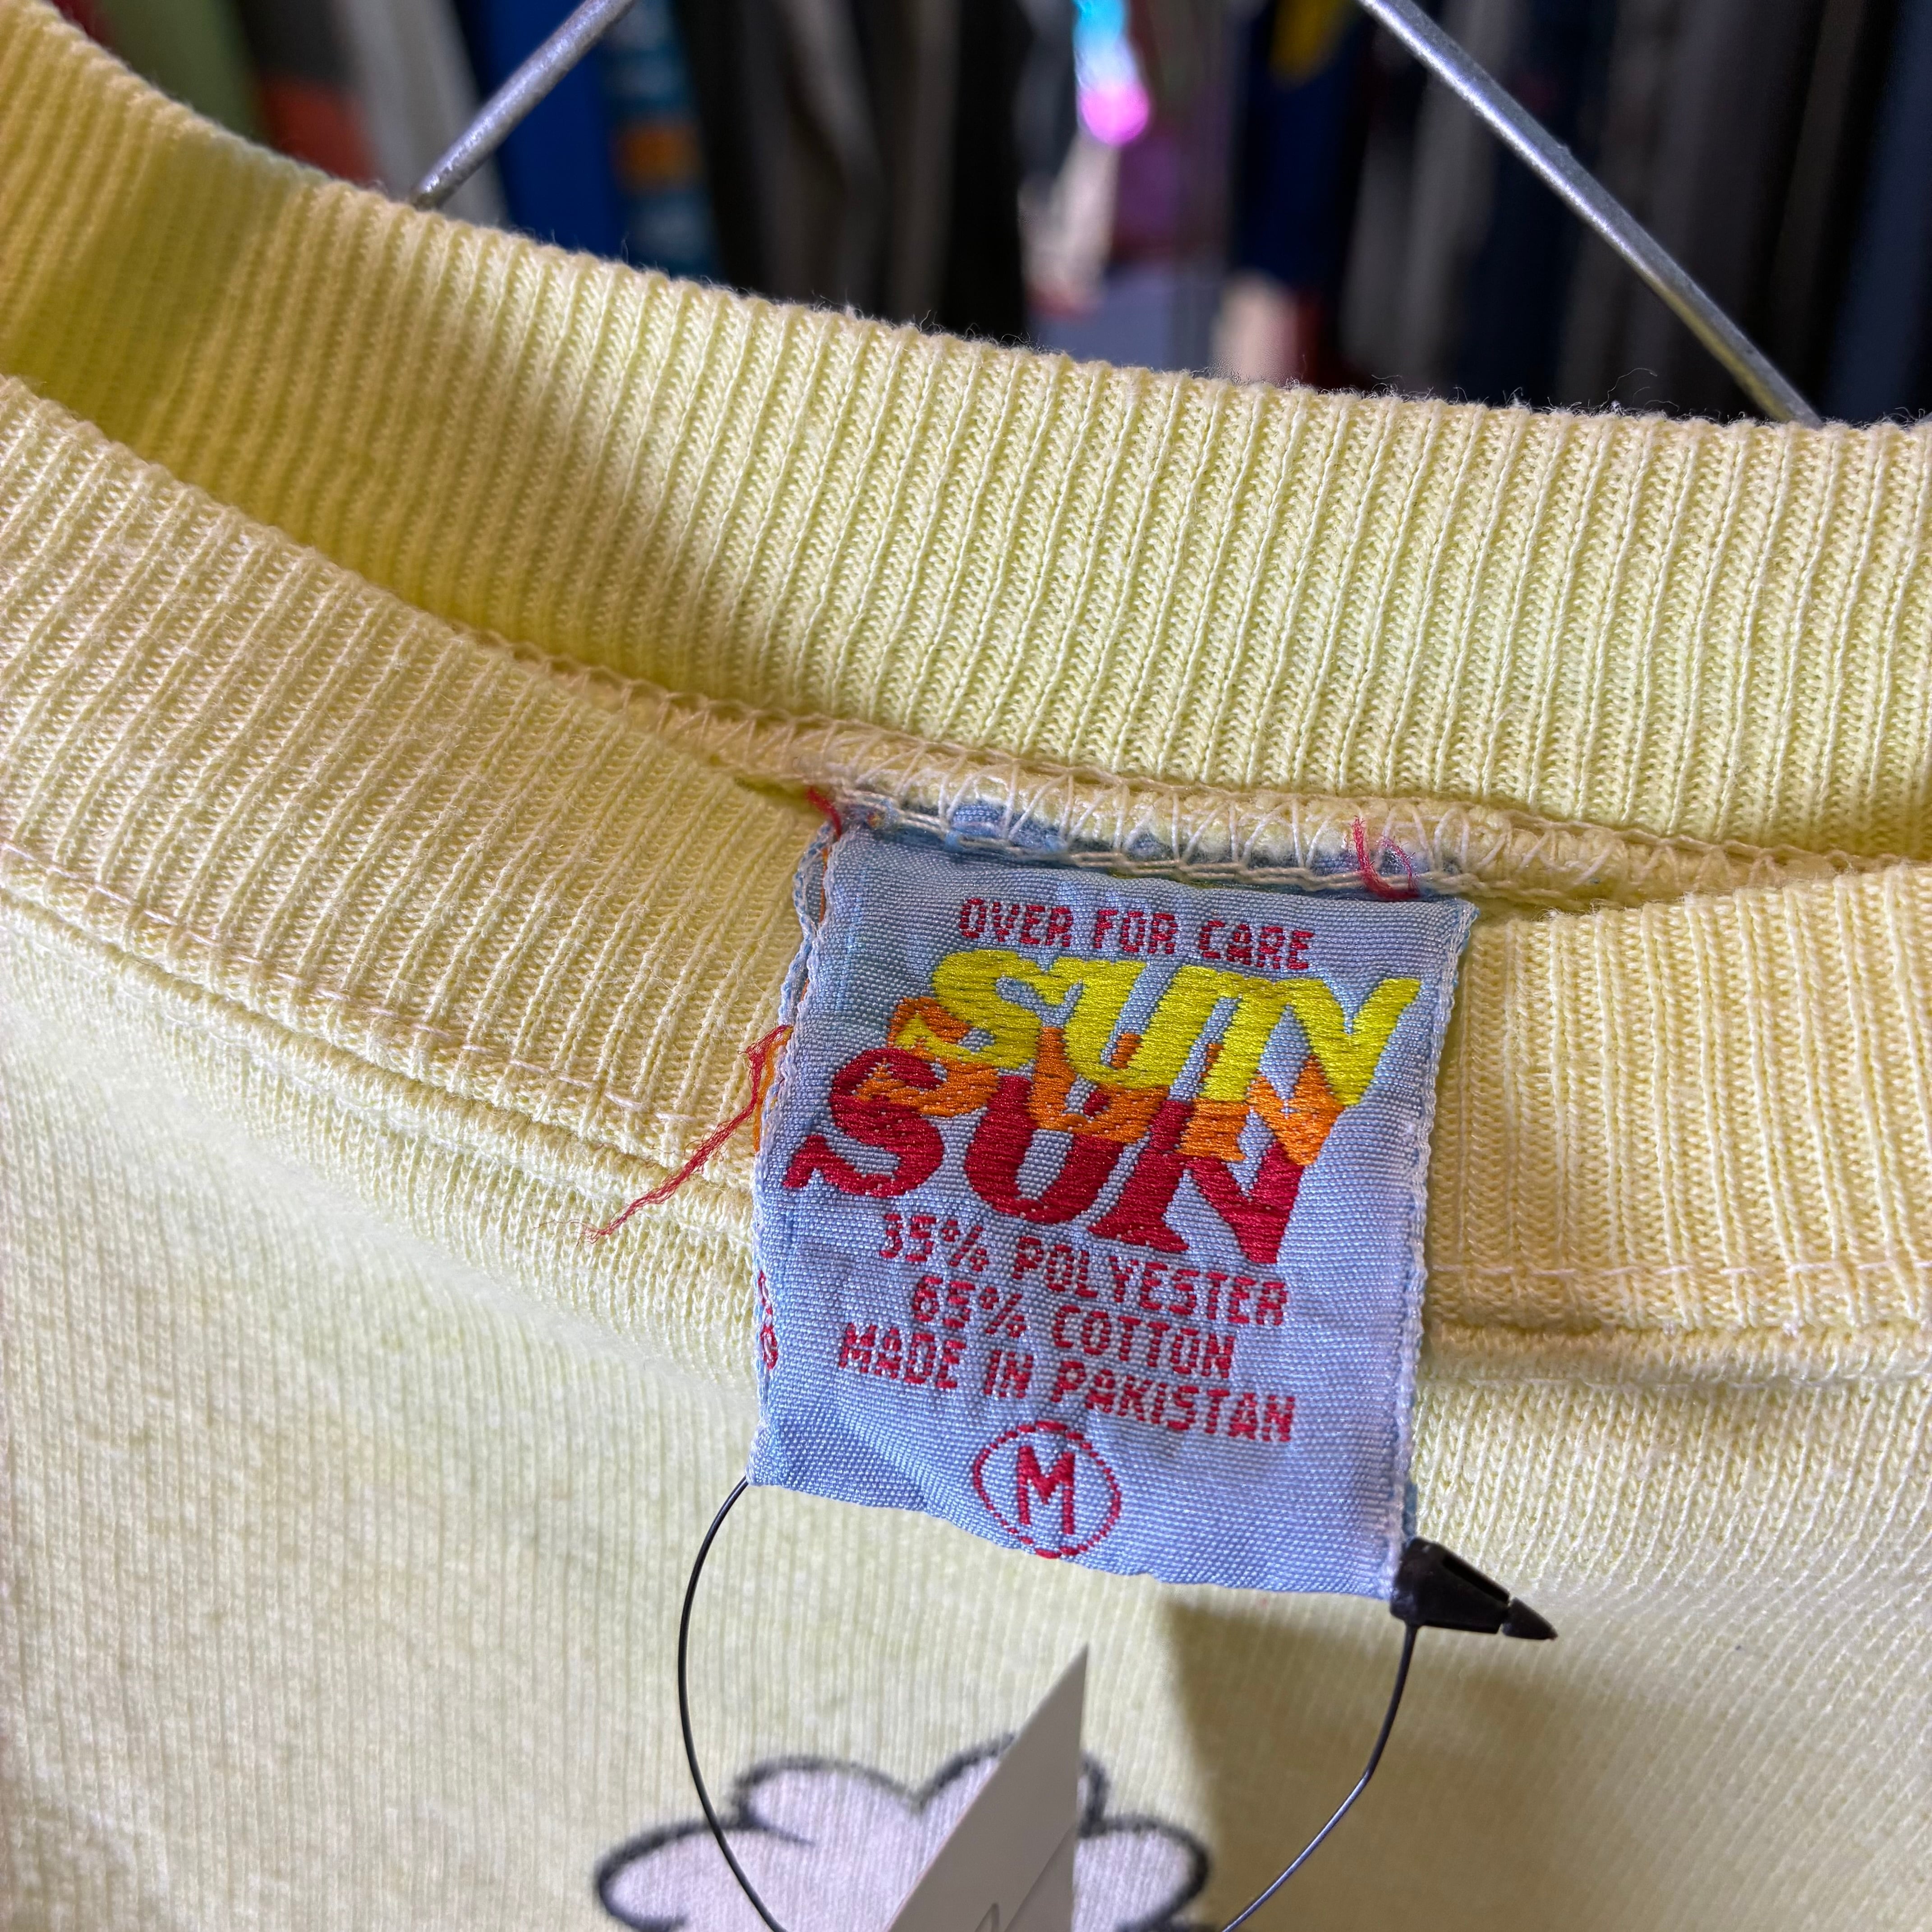 OVER FOR CARE
SUN
SUN
SUN
35% POLYESTER
65% COTTON
MADE IN PAKISTAN
M